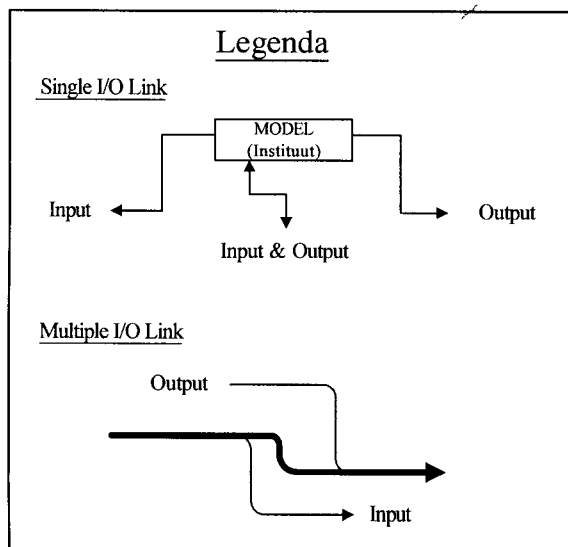 Legenda
Single I/O Link
MODEL
(Instituut)
Input
Output
Input & Output
Multiple I/O Link
Output
Input